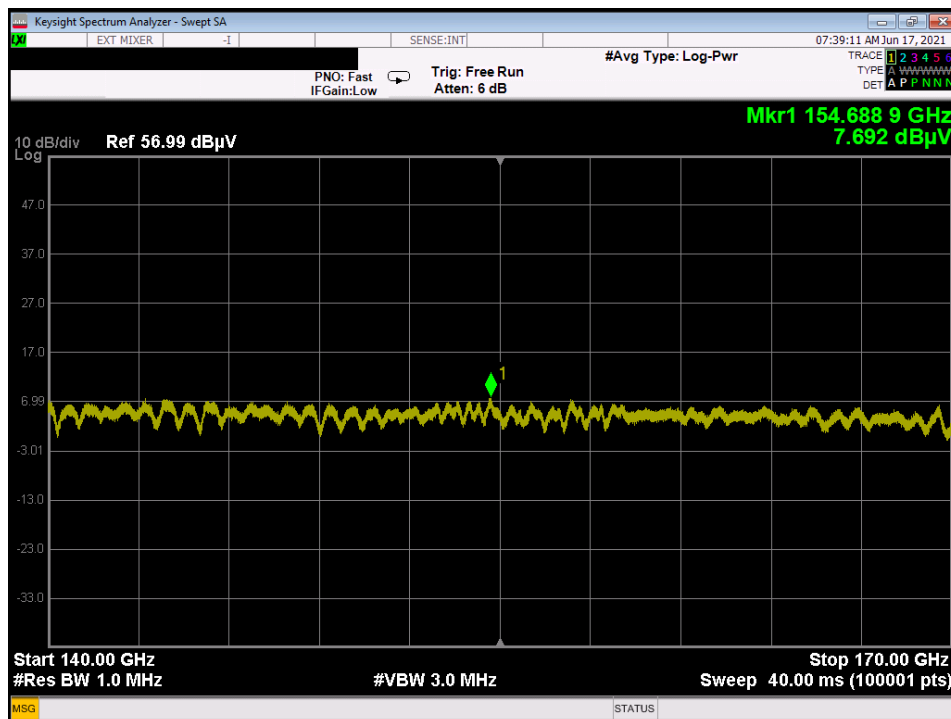 Keysight Spectrum Analyzer - Swept SA
LXI EXT MIXER -I SENSE:INT 07:39:11 AM Jun 17, 2021
#Avg Type: Log-Pwr
TRACE 1 2 3 4 5 6
PNO: Fast Trig: Free Run
TYPE A WWWWW
IFGain:Low Atten: 6 dB
DET A P P N N N
Mkr1 154.688 9 GHz
7.692 dBµV
10 dB/div Ref 56.99 dBµV
Log
47.0
37.0
27.0
17.0
1
6.99
-3.01
-13.0
-23.0
-33.0
Start 140.00 GHz Stop 170.00 GHz
#Res BW 1.0 MHz #VBW 3.0 MHz Sweep 40.00 ms (100001 pts)
MSG STATUS